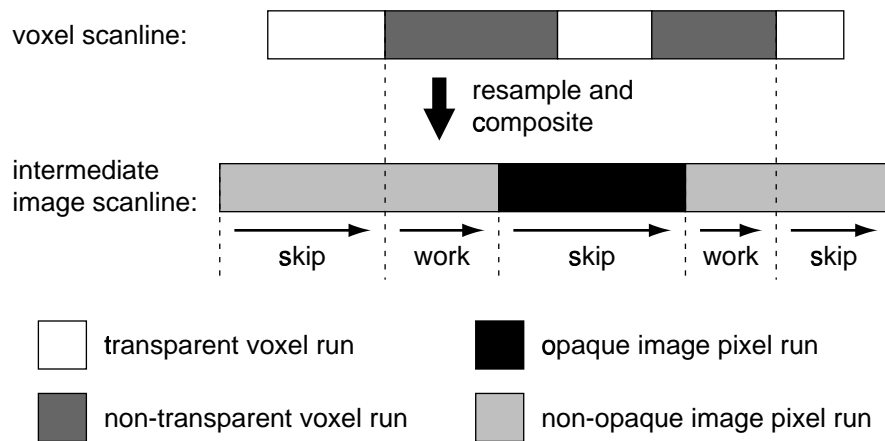 voxel scanline:
resample and
composite
intermediate
image scanline:
skip work skip work skip
transparent voxel run
opaque image pixel run
non-transparent voxel run
non-opaque image pixel run